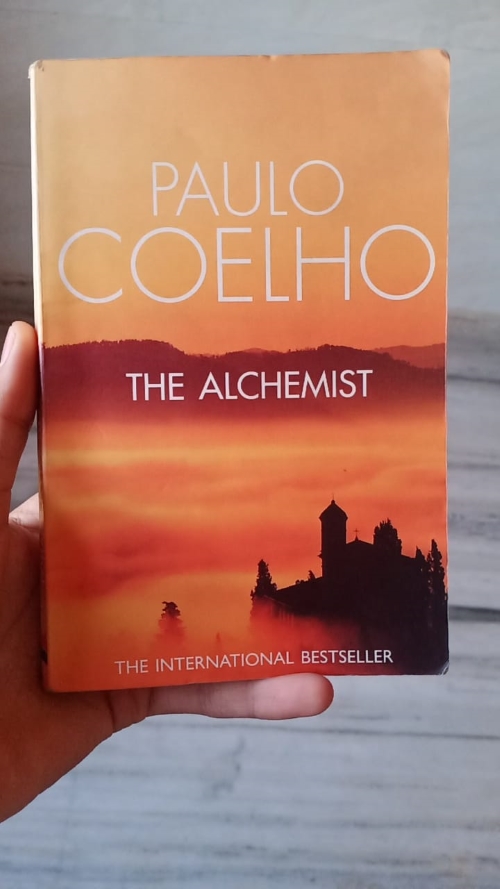 PAULO
COELHO
THE ALCHEMIST
THE INTERNATIONAL BESTSELLER